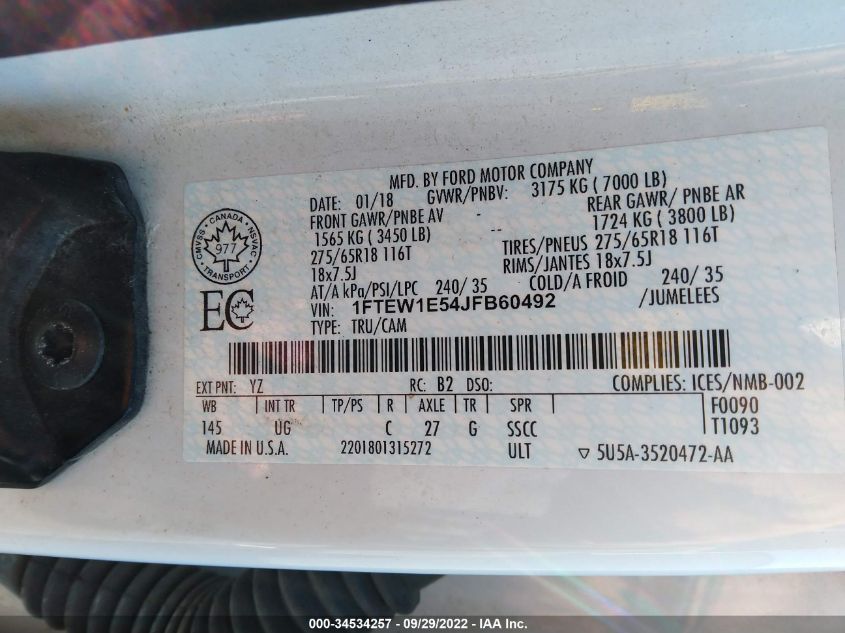 MFD. BY FORD MOTOR COMPANY
DATE: 01/18 GVWR/PNBV: 3175 KG ( 7000 LB)
FRONT GAWR/PNBE AV - REAR GAWR/ PNBE AR
1565 KG ( 3450 LB) -- 1724 KG ( 3800 LB)
275/65R18 116T TIRES/PNEUS 275/65R18 116T
18x7.5J RIMS/JANTES 18x7.5J
AT/A kPa/PSI/LPC 240/ 35 COLD/A FROID 240/ 35
VIN: 1FTEW1E54JFB60492 /JUMELEES
TYPE: TRU/CAM
CMVSS · CANADA · NSVAC
977
TRANSPORT
EC
EXT PNT: YZ RC: B2 DSO: COMPLIES: ICES/NMB-002
WB INT TR TP/PS R AXLE TR SPR F0090
145 UG C 27 G SSCC T1093
MADE IN U.S.A. 2201801315272 ULT ▽ 5U5A-3520472-AA
000-34534257 - 09/29/2022 - IAA Inc.